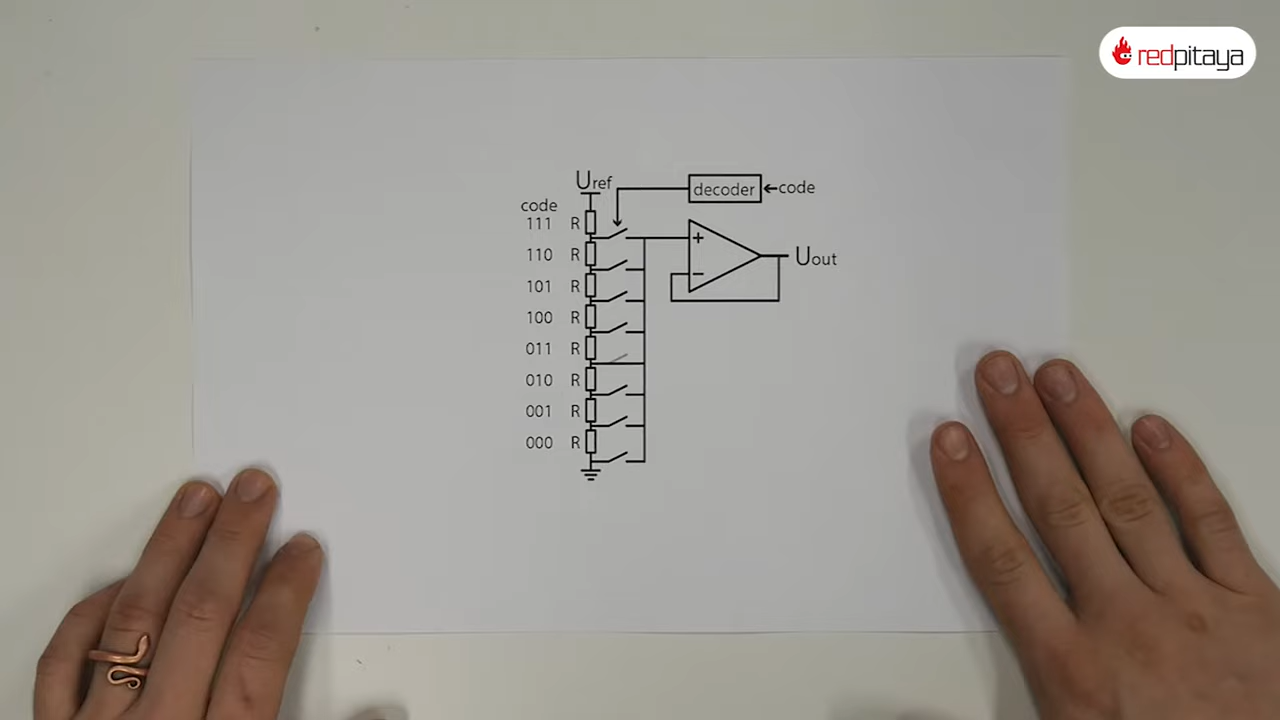 redpitaya
Uref
decoder
code
code
111 R
110 R
101 R
100 R
011 R
010 R
001 R
000 R
+
−
Uout